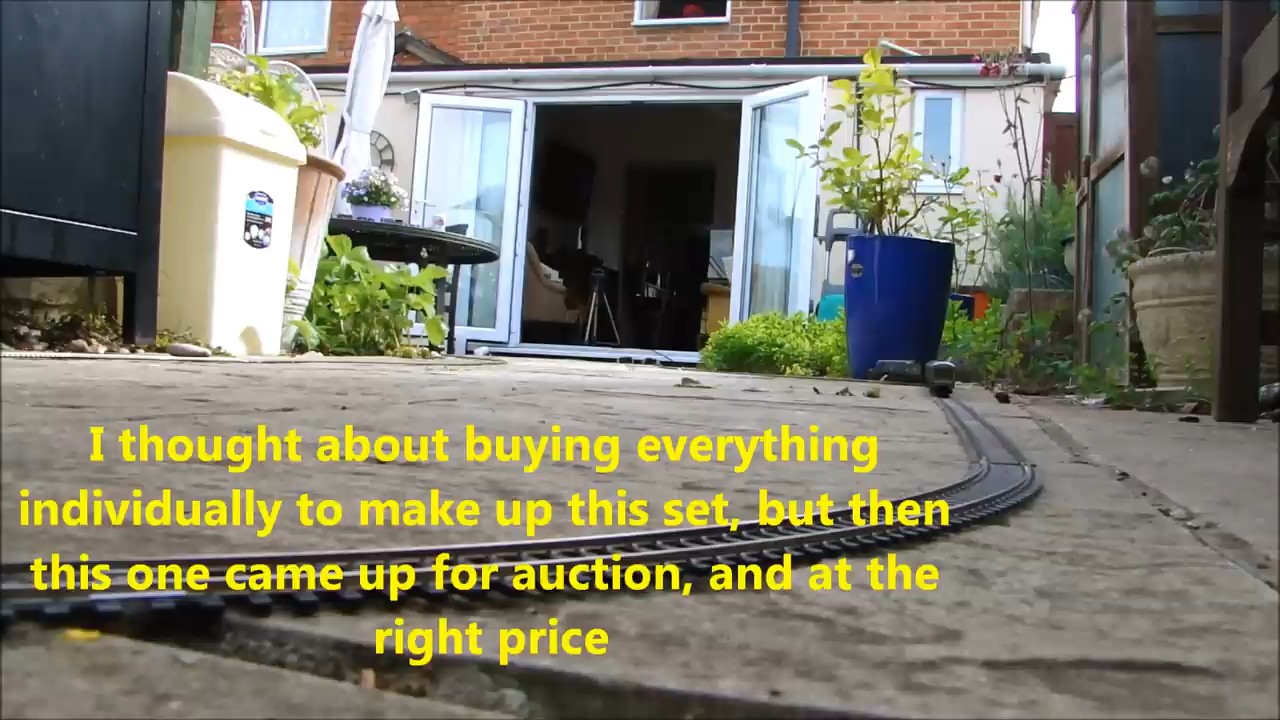 I thought about buying everything
individually to make up this set, but then
this one came up for auction, and at the
right price